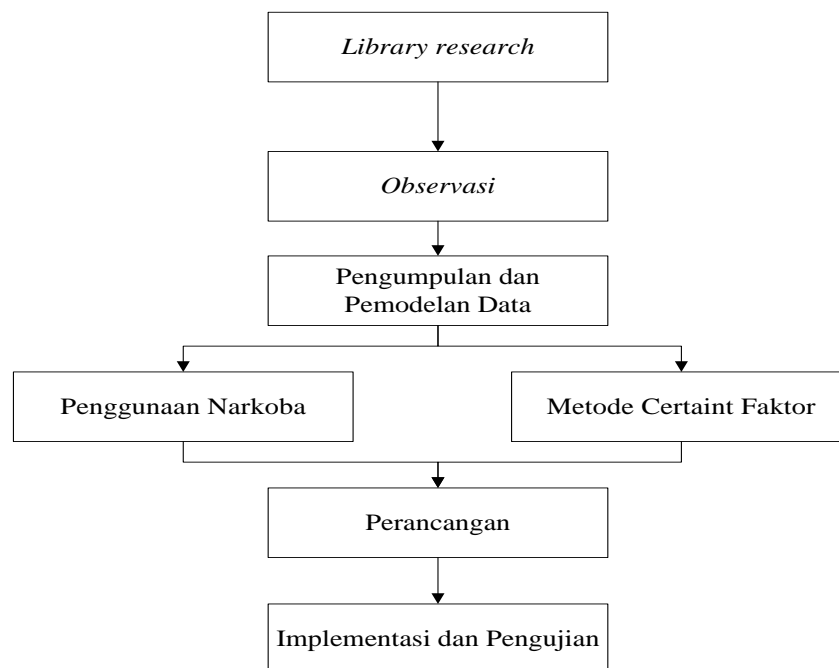 Library research
Observasi
Pengumpulan dan
Pemodelan Data
Penggunaan Narkoba
Metode Certaint Faktor
Perancangan
Implementasi dan Pengujian